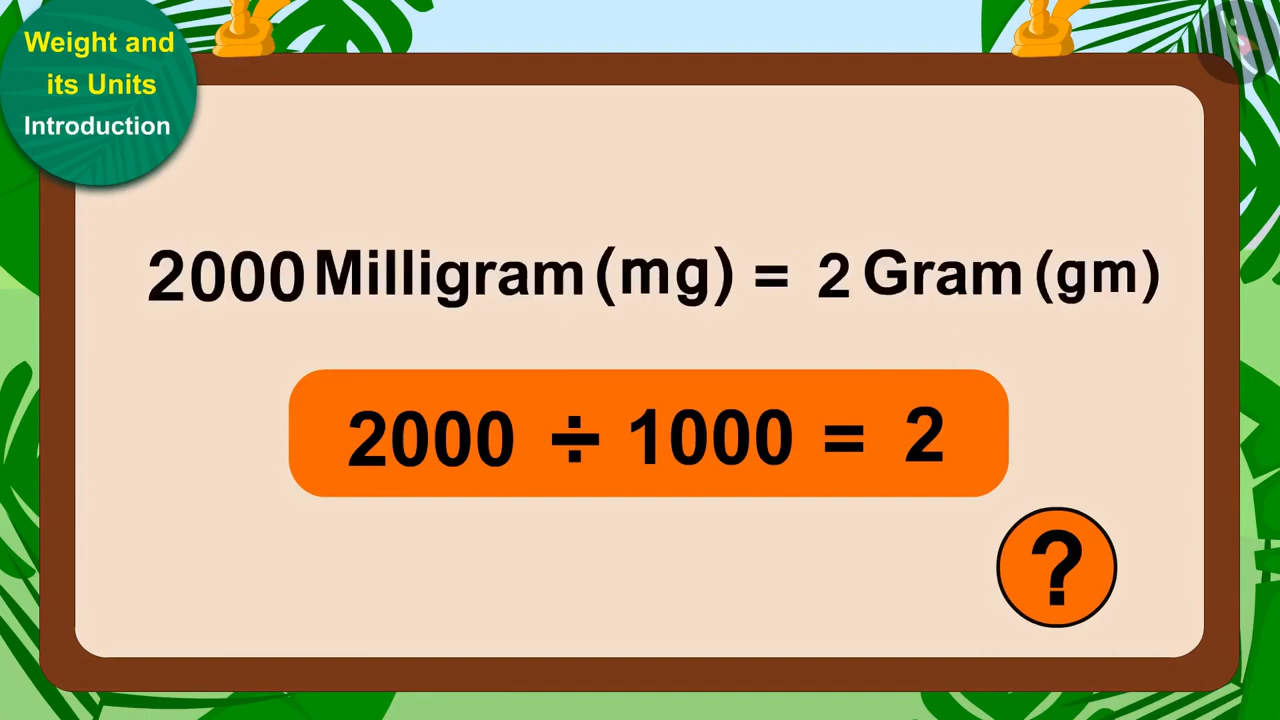 Weight and
its Units
Introduction
2000 Milligram (mg) = 2 Gram (gm)
2000 ÷ 1000 = 2
?